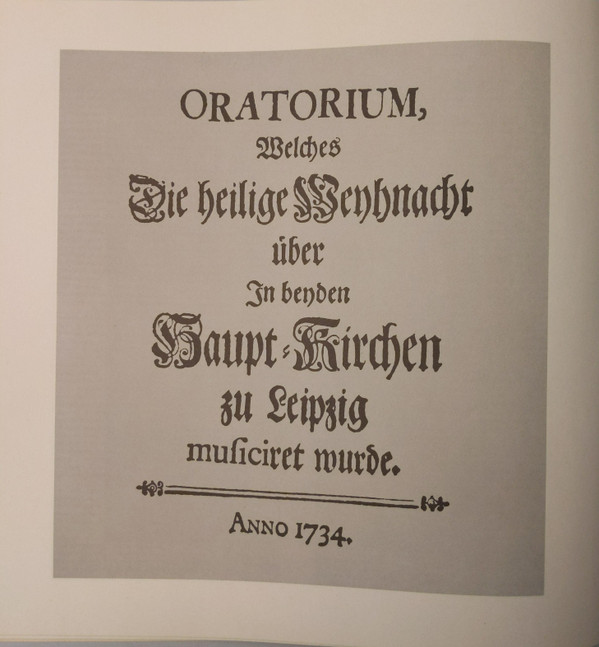 ORATORIUM,
Welches
Die heilige Weyhnacht
über
In beyden
Haupt-Kirchen
zu Leipzig
muſiciret wurde.
ANNO 1734.